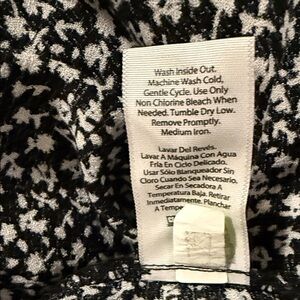 Wash Inside Out.
Machine Wash Cold,
Gentle Cycle. Use Only
Non Chlorine Bleach When
Needed. Tumble Dry Low.
Remove Promptly.
Medium Iron.
Lavar Del Revés.
Lavar A Máquina Con Agua
Fría En Ciclo Delicado.
Usar Sólo Blanqueador Sin
Cloro Cuando Sea Necesario.
Secar En Secadora A
Temperatura Baja. Retirar
Inmediatamente. Planchar
A Tempe